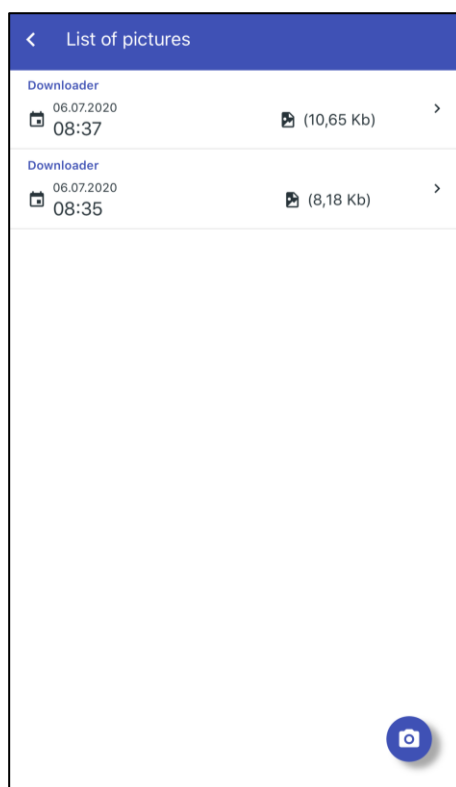 List of pictures
Downloader
06.07.2020
08:37
(10,65 Kb)
Downloader
06.07.2020
08:35
(8,18 Kb)